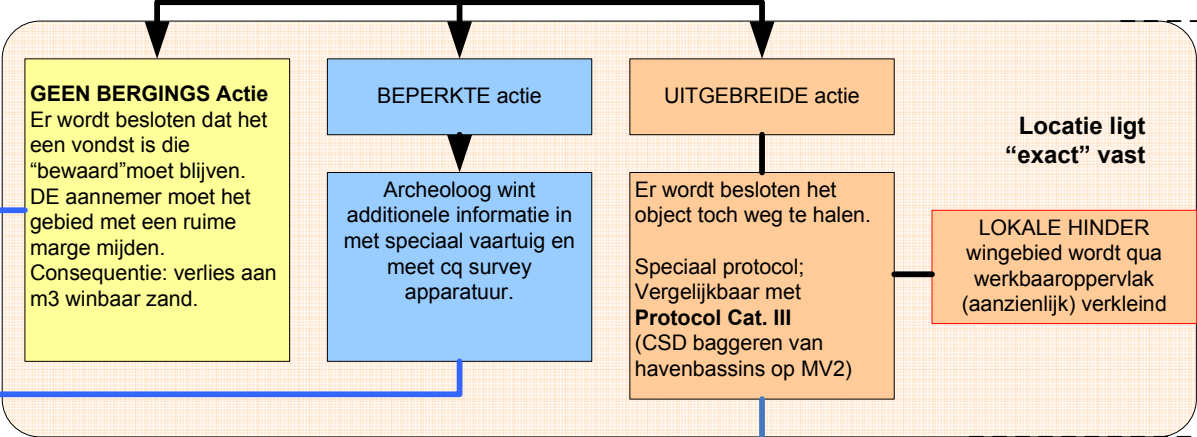 GEEN BERGINGS Actie
Er wordt besloten dat het
een vondst is die
“bewaard”moet blijven.
DE aannemer moet het
gebied met een ruime
marge mijden.
Consequentie: verlies aan
m3 winbaar zand.
BEPERKTE actie
Archeoloog wint
additionele informatie in
met speciaal vaartuig en
meet cq survey
apparatuur.
UITGEBREIDE actie
Er wordt besloten het
object toch weg te halen.
Speciaal protocol;
Vergelijkbaar met
Protocol Cat. III
(CSD baggeren van
havenbassins op MV2)
Locatie ligt
“exact” vast
LOKALE HINDER
wingebied wordt qua
werkbaaroppervlak
(aanzienlijk) verkleind